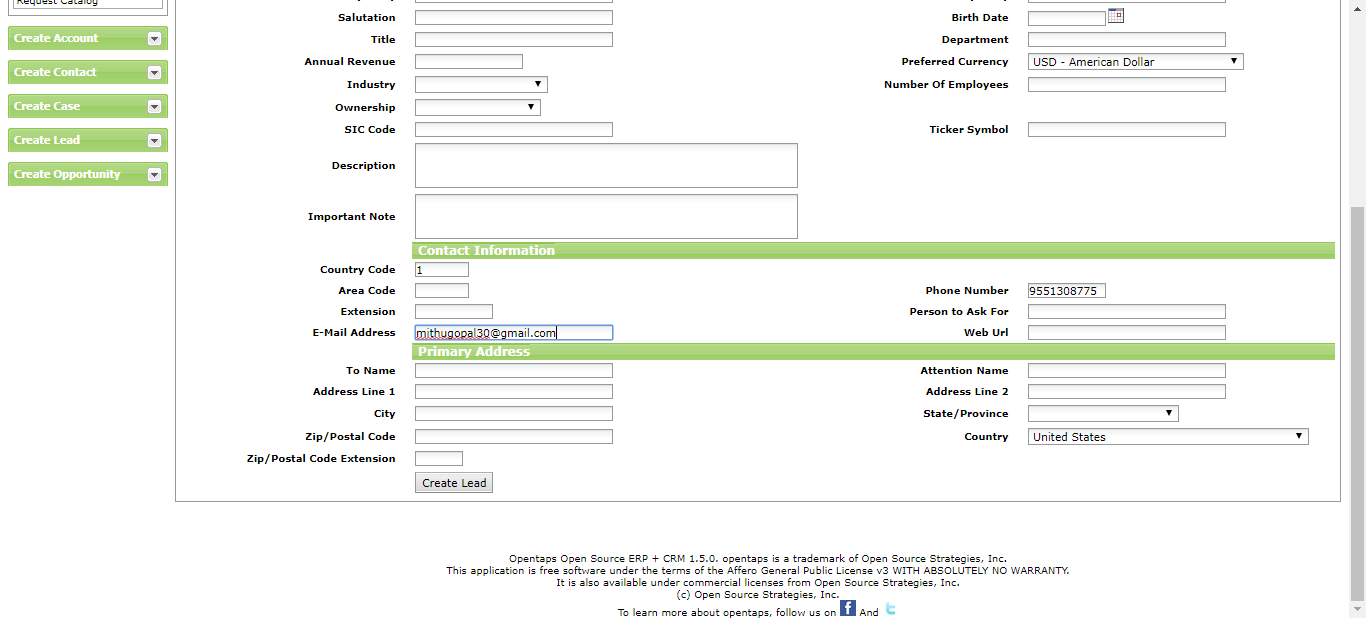 Request Catalog
Create Account
Create Contact
Create Case
Create Lead
Create Opportunity
Salutation
Birth Date
Title
Department
Annual Revenue
Preferred Currency USD - American Dollar
Industry
Number Of Employees
Ownership
SIC Code
Ticker Symbol
Description
Important Note
Contact Information
Country Code 1
Area Code
Phone Number 9551308775
Extension
Person to Ask For
E-Mail Address mithugopal30@gmail.com
Web Url
Primary Address
To Name
Attention Name
Address Line 1
Address Line 2
City
State/Province
Zip/Postal Code
Country United States
Zip/Postal Code Extension
Create Lead
Opentaps Open Source ERP + CRM 1.5.0. opentaps is a trademark of Open Source Strategies, Inc.
This application is free software under the terms of the Affero General Public License v3 WITH ABSOLUTELY NO WARRANTY.
It is also available under commercial licenses from Open Source Strategies, Inc.
(c) Open Source Strategies, Inc.
To learn more about opentaps, follow us on f And t